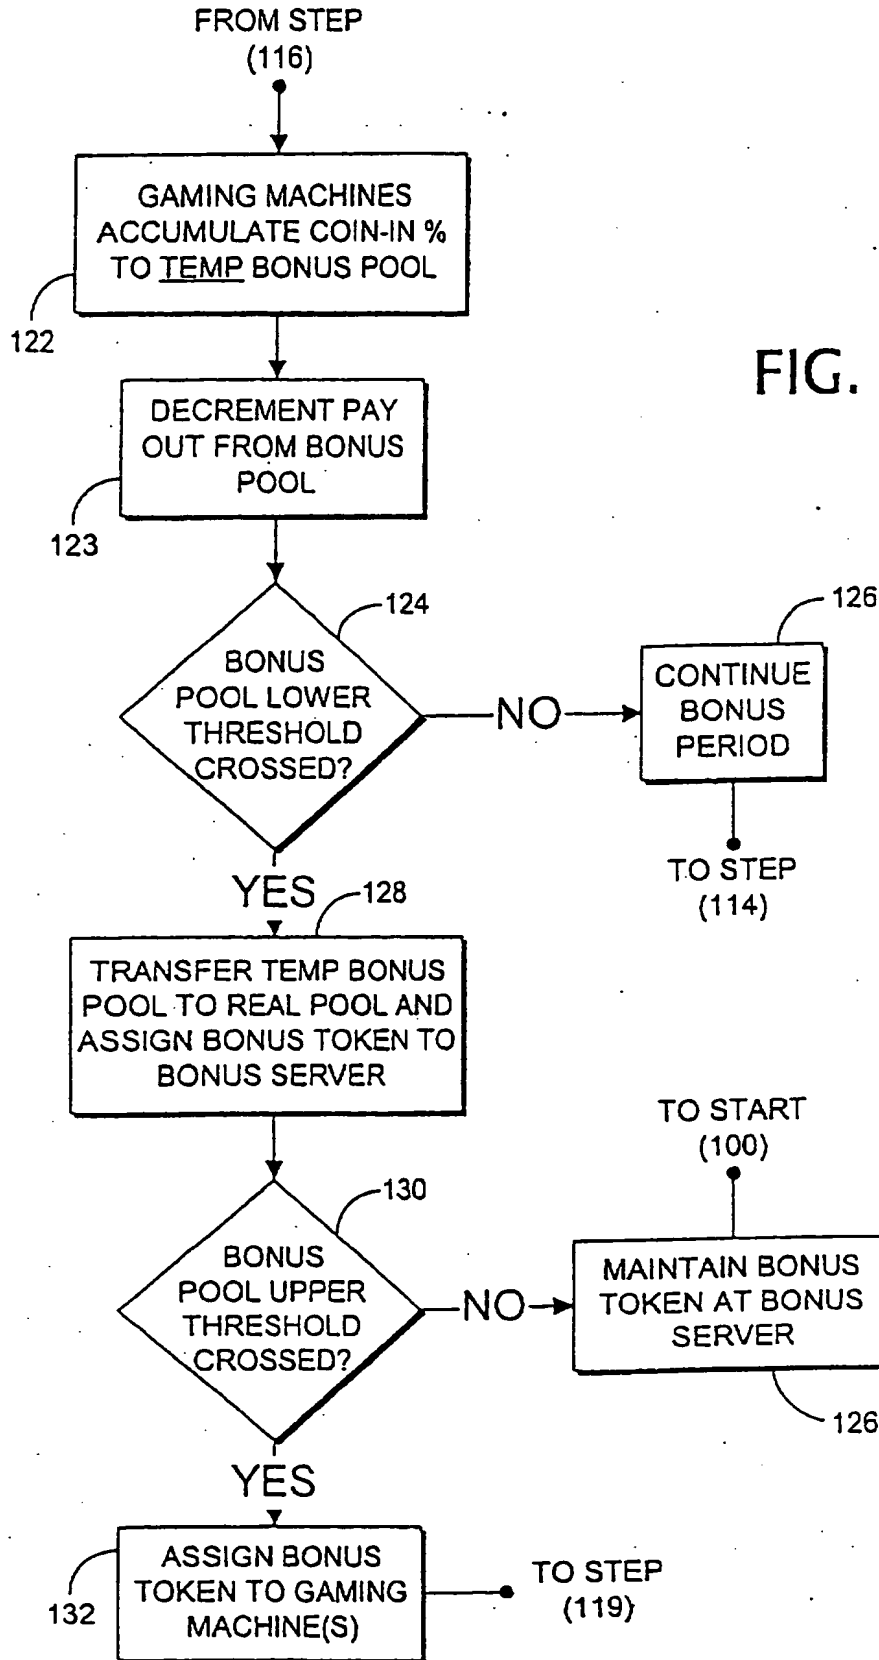 FROM STEP
(116)
GAMING MACHINES
ACCUMULATE COIN-IN %
TO TEMP BONUS POOL
122
FIG.
DECREMENT PAY
OUT FROM BONUS
POOL
123
124
BONUS
POOL LOWER
THRESHOLD
CROSSED?
NO
126
CONTINUE
BONUS
PERIOD
TO STEP
(114)
YES
128
TRANSFER TEMP BONUS
POOL TO REAL POOL AND
ASSIGN BONUS TOKEN TO
BONUS SERVER
TO START
(100)
130
BONUS
POOL UPPER
THRESHOLD
CROSSED?
NO
MAINTAIN BONUS
TOKEN AT BONUS
SERVER
126
YES
ASSIGN BONUS
TOKEN TO GAMING
MACHINE(S)
132
TO STEP
(119)